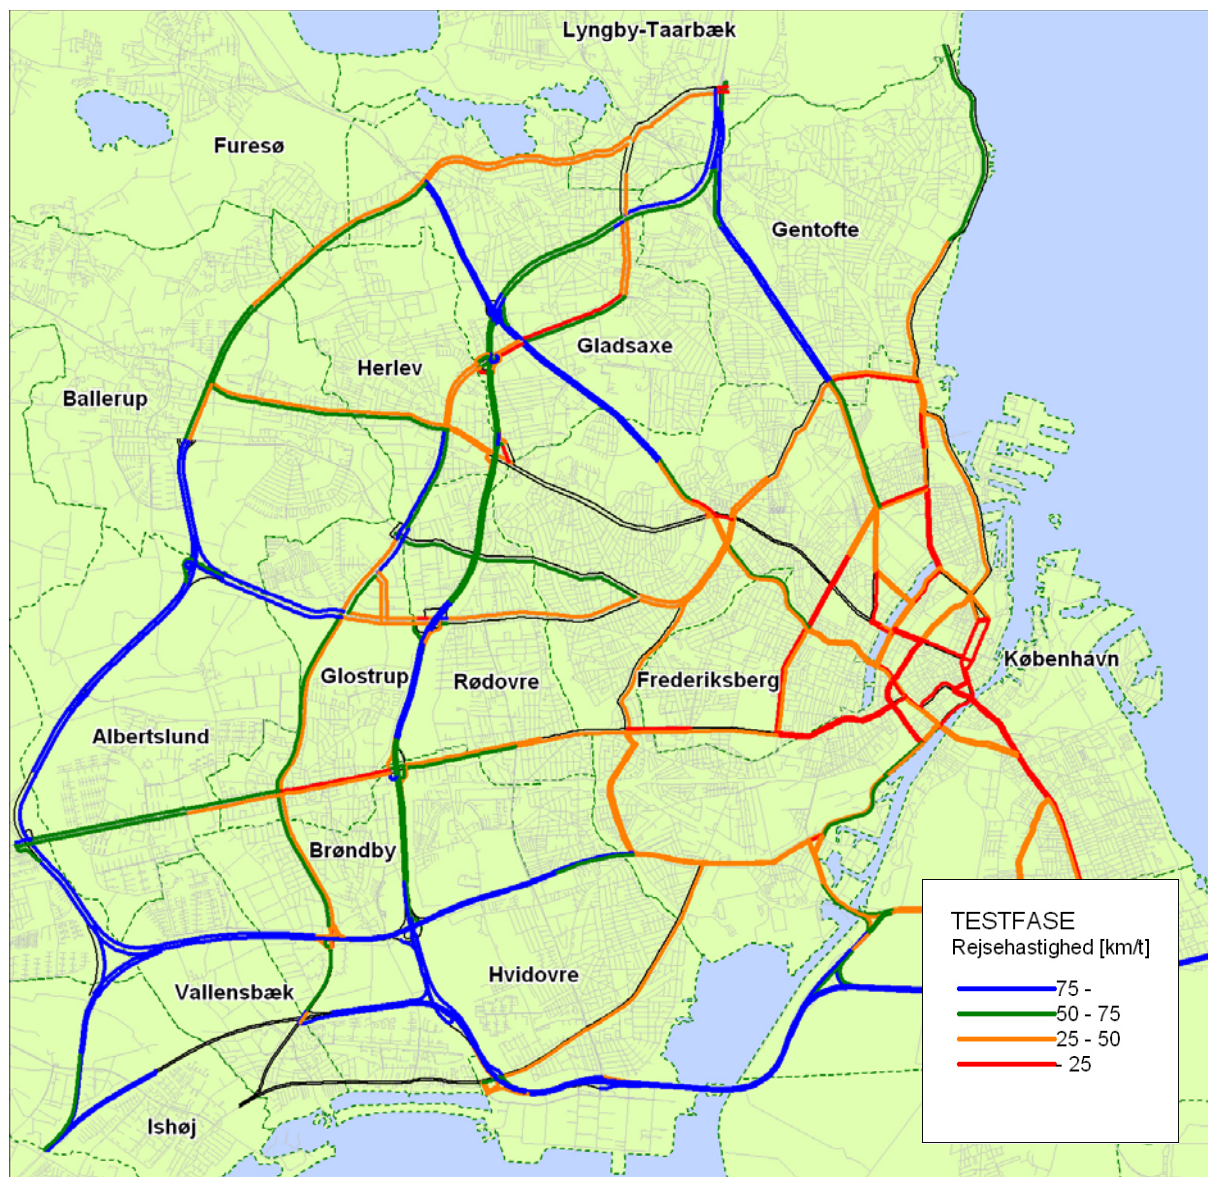 Lyngby-Taarbæk
Furesø
Gentofte
Gladsaxe
Herlev
Ballerup
København
Glostrup
Rødovre
Frederiksberg
Albertslund
Brøndby
Hvidovre
Vallensbæk
Ishøj
TESTFASE
Rejsehastighed [km/t]
75 -
50 - 75
25 - 50
- 25